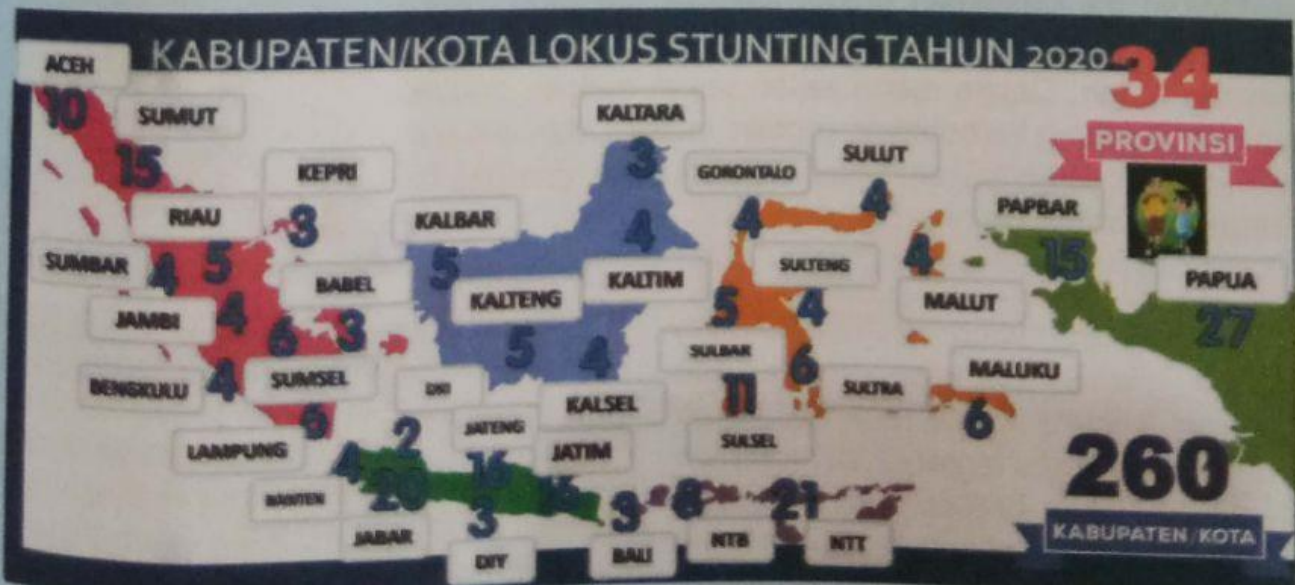 KABUPATEN/KOTA LOKUS STUNTING TAHUN 2020
34
PROVINSI
ACEH
10
SUMUT
15
KEPRI
3
RIAU
5
SUMBAR
4
JAMBI
4
BABEL
3
BENGKULU
4
SUMSEL
6
LAMPUNG
6
KALTARA
3
KALBAR
5
KALTENG
5
KALTIM
4
KALSEL
4
GORONTALO
4
SULUT
4
SULTENG
4
SULBAR
5
SULSEL
11
SULTRA
6
MALUT
4
MALUKU
6
PAPBAR
15
PAPUA
27
DKI
2
BANTEN
4
JABAR
20
JATENG
16
DIY
3
JATIM
16
BALI
3
NTB
8
NTT
21
260
KABUPATEN/KOTA